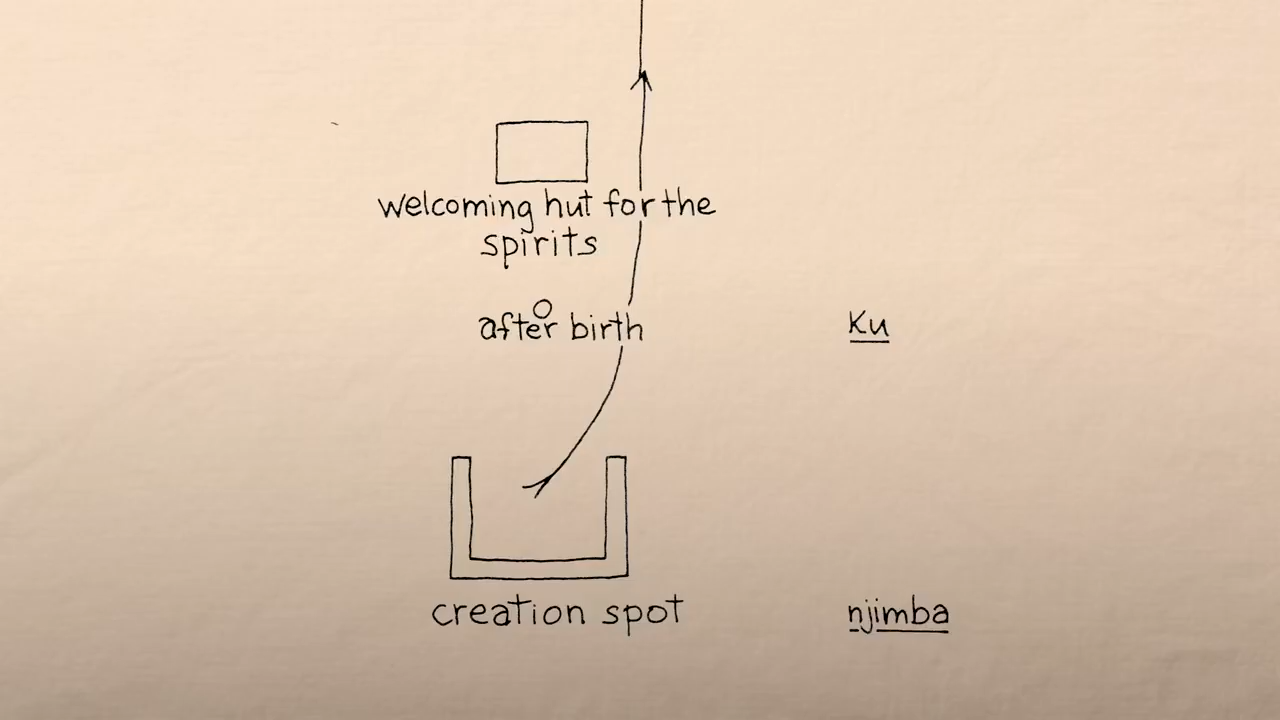 welcoming hut for the
spirits
after birth
Ku
creation spot
njimba